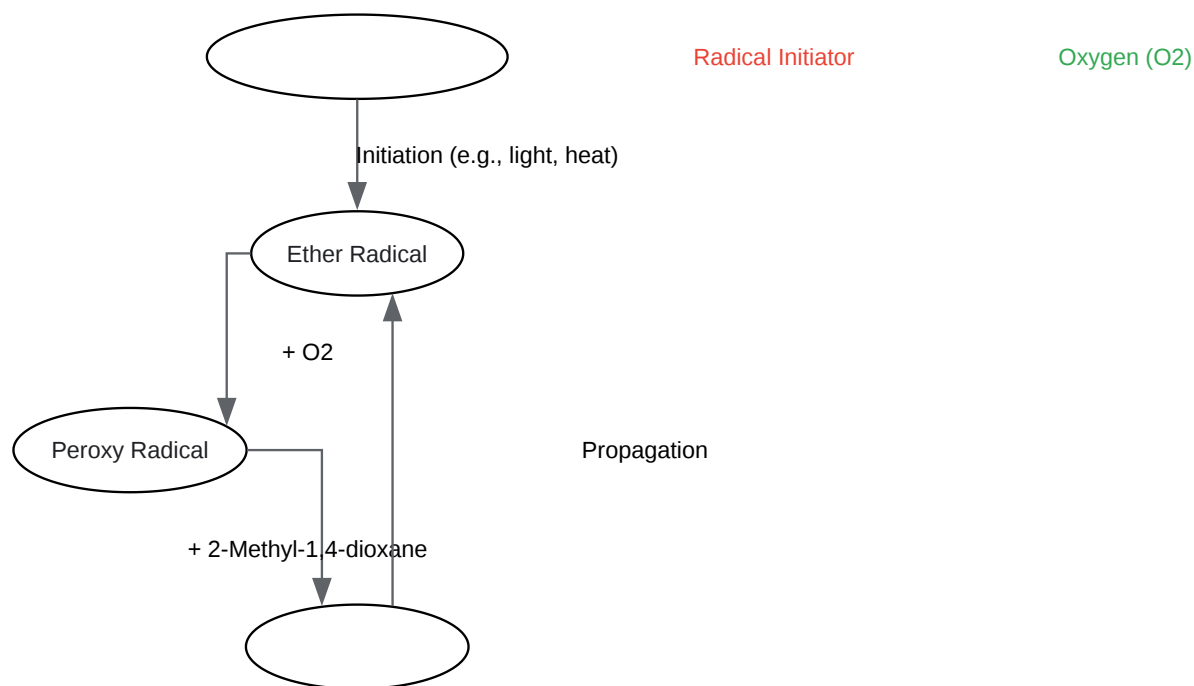 Radical Initiator
Oxygen (O2)
Initiation (e.g., light, heat)
Ether Radical
+ O2
Peroxy Radical
Propagation
+ 2-Methyl-1,4-dioxane